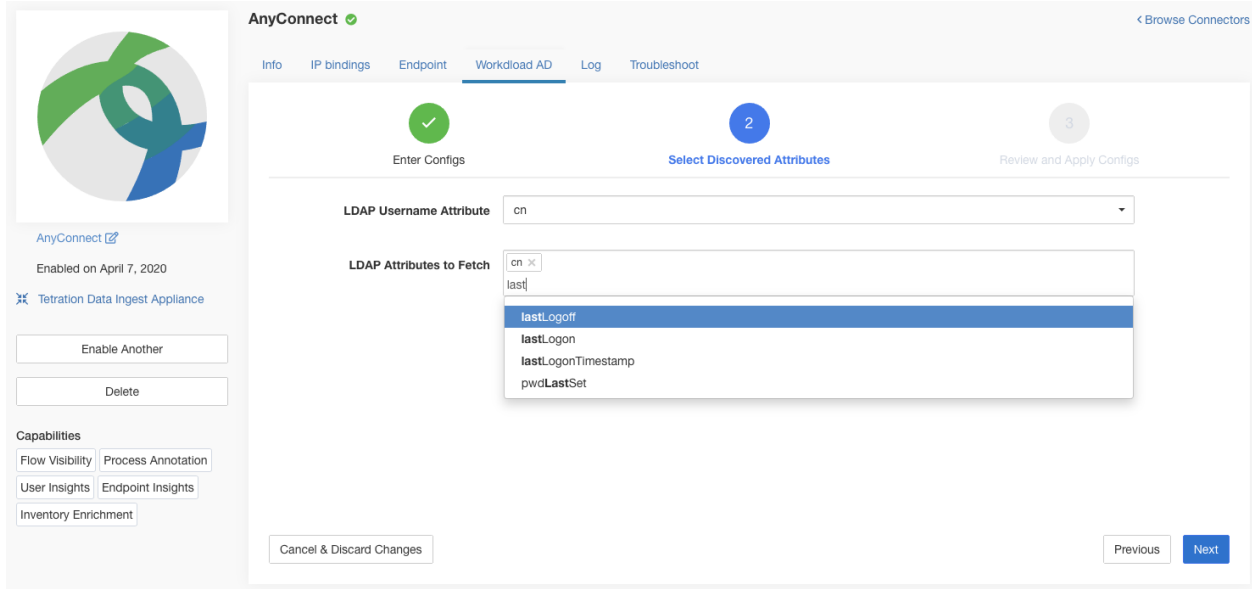 AnyConnect
< Browse Connectors
Info IP bindings Endpoint Workdload AD Log Troubleshoot
2
3
Enter Configs
Select Discovered Attributes
Review and Apply Configs
LDAP Username Attribute
cn
LDAP Attributes to Fetch
cn ×
last
lastLogoff
lastLogon
lastLogonTimestamp
pwdLastSet
AnyConnect
Enabled on April 7, 2020
Tetration Data Ingest Appliance
Enable Another
Delete
Capabilities
Flow Visibility Process Annotation
User Insights Endpoint Insights
Inventory Enrichment
Cancel & Discard Changes
Previous
Next